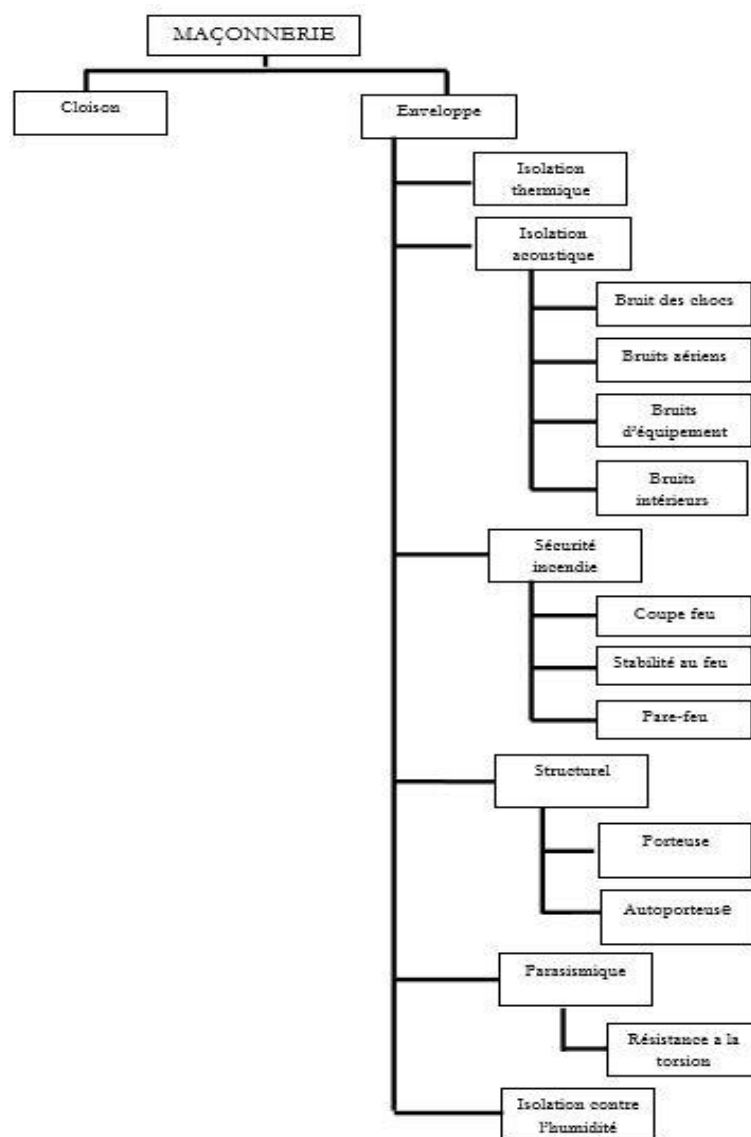 MAÇONNERIE
Cloison
Enveloppe
Isolation
thermique
Isolation
acoustique
Bruit des chocs
Bruits aériens
Bruits
d'équipement
Bruits
intérieurs
Sécurité
incendie
Coupe feu
Stabilité au feu
Pare-feu
Structurel
Porteuse
Autoporteuse
Parasismique
Résistance a la
torsion
Isolation contre
l'humidité